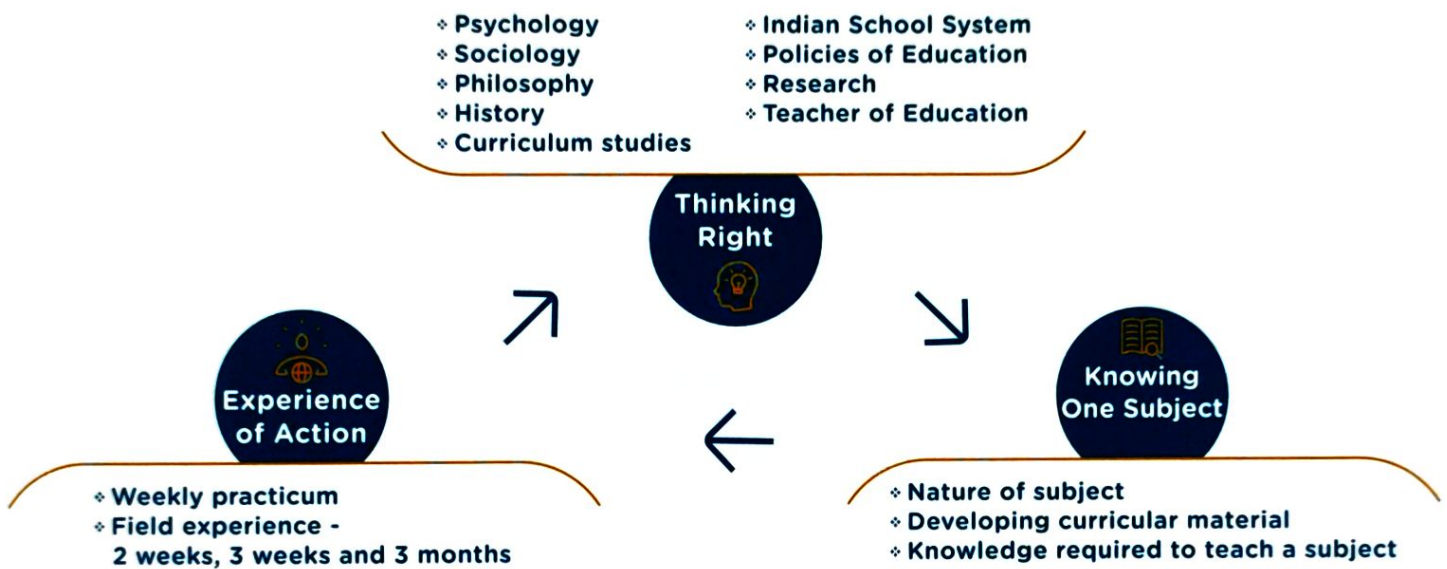 Psychology
Sociology
Philosophy
History
Curriculum studies
Indian School System
Policies of Education
Research
Teacher of Education
Thinking
Right
Experience
of Action
Weekly practicum
Field experience -
2 weeks, 3 weeks and 3 months
Knowing
One Subject
Nature of subject
Developing curricular material
Knowledge required to teach a subject